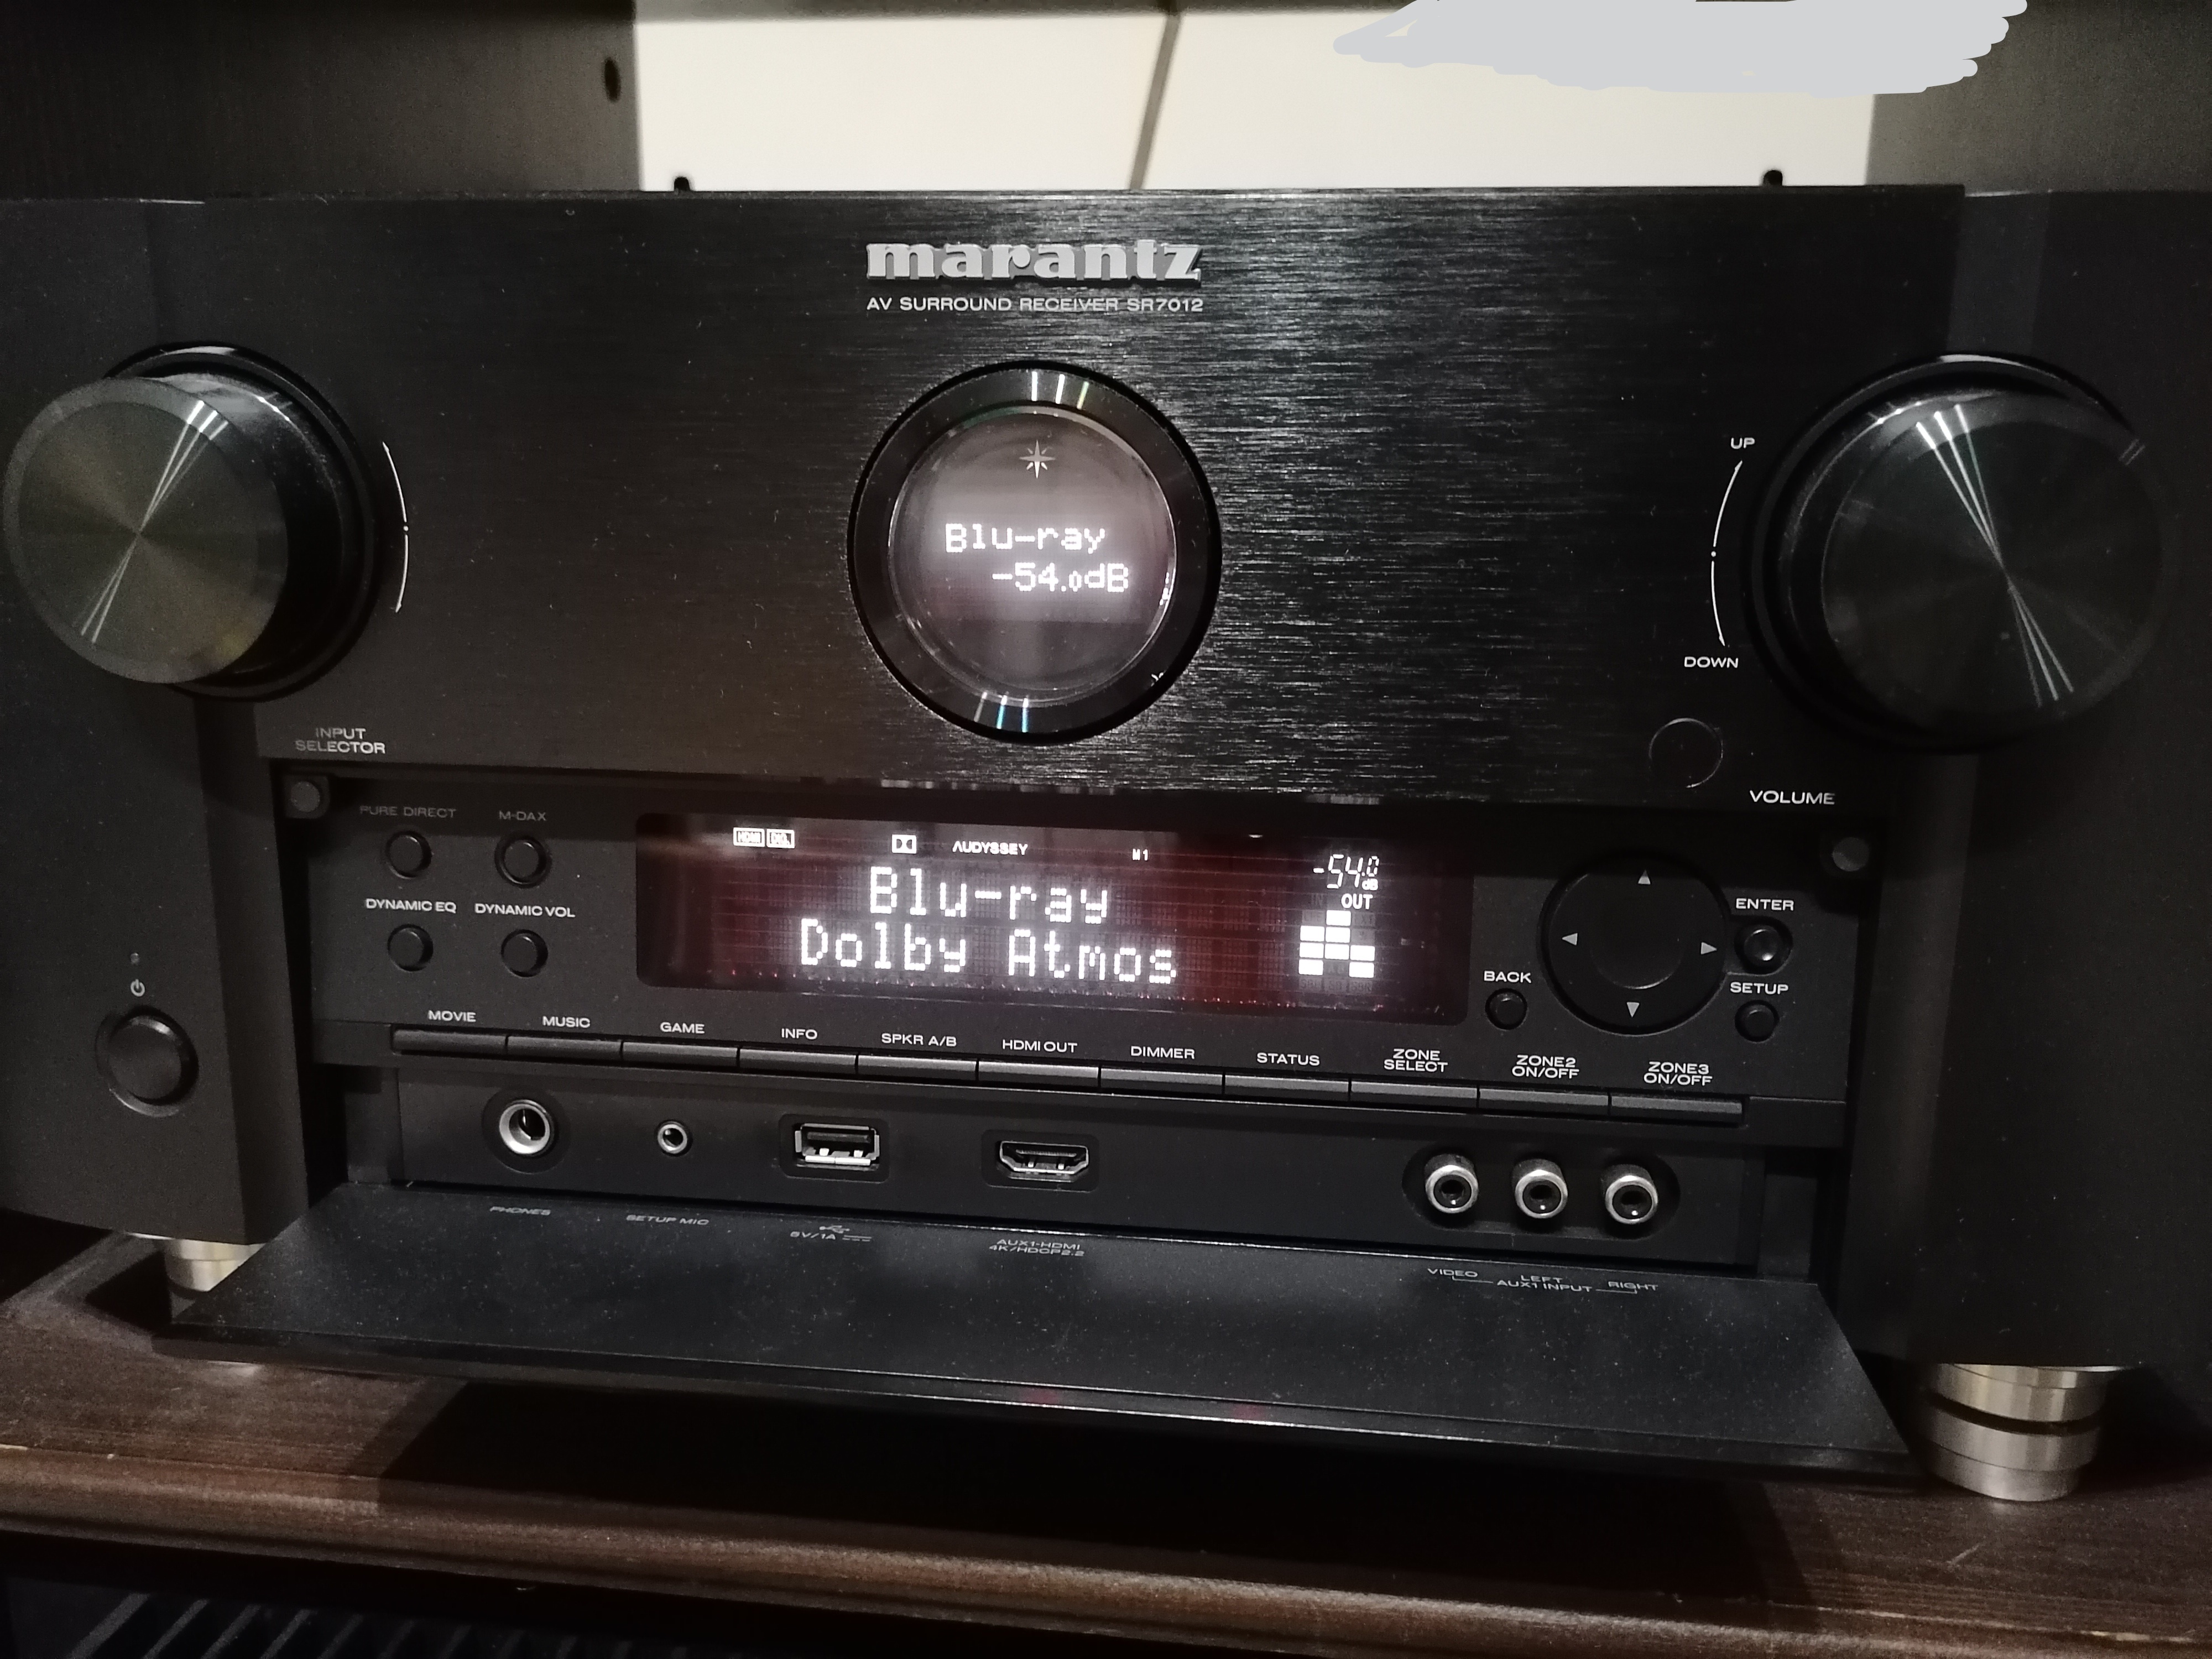 marantz
AV SURROUND RECEIVER SR7012
Blu-ray
-54.0dB
UP
DOWN
INPUT
SELECTOR
VOLUME
PURE DIRECT
M-DAX
DYNAMIC EQ
DYNAMIC VOL
HDMI
DIG.
AUDYSSEY
M1
-54.0
dB
OUT
Blu-ray
Dolby Atmos
ENTER
BACK
SETUP
MOVIE
MUSIC
GAME
INFO
SPKR A/B
HDMI OUT
DIMMER
STATUS
ZONE
SELECT
ZONE2
ON/OFF
ZONE3
ON/OFF
PHONES
SETUP MIC
5V/1A
AUX1-HDMI
4K/HDCP2.2
VIDEO
LEFT
RIGHT
AUX1 INPUT